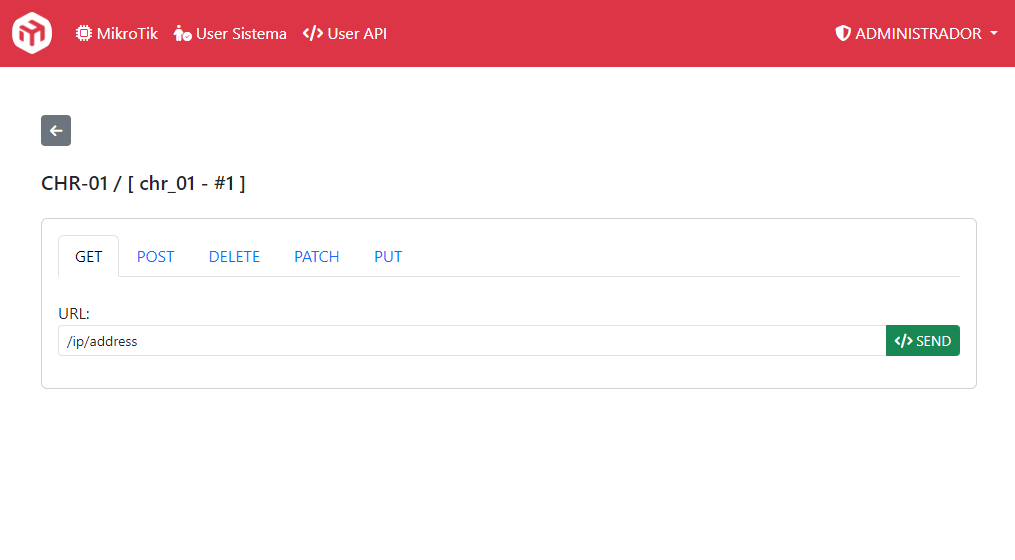 MikroTik User Sistema User API ADMINISTRADOR
CHR-01 / [ chr_01 - #1 ]
GET POST DELETE PATCH PUT
URL:
/ip/address </> SEND